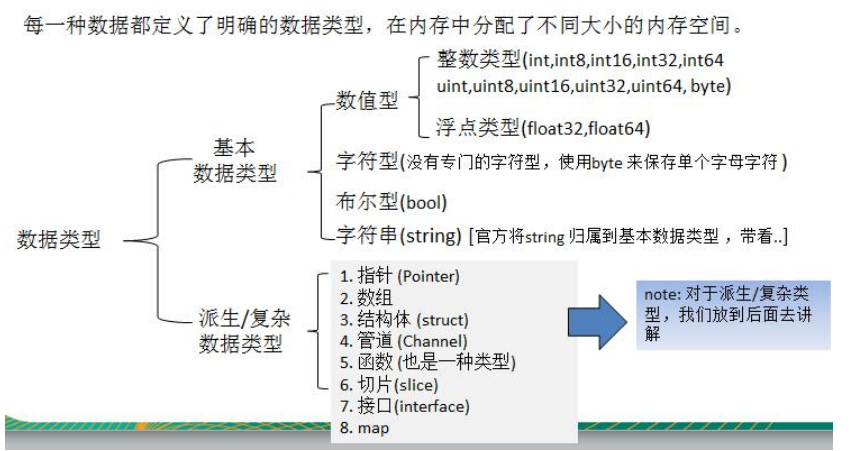 每一种数据都定义了明确的数据类型，在内存中分配了不同大小的内存空间。
整数类型(int,int8,int16,int32,int64
uint,uint8,uint16,uint32,uint64, byte)
数值型
浮点类型(float32,float64)
基本
数据类型
字符型(没有专门的字符型，使用byte 来保存单个字母字符)
布尔型(bool)
字符串(string) [官方将string 归属到基本数据类型 ，带看..]
数据类型
派生/复杂
数据类型
1. 指针 (Pointer)
2. 数组
3. 结构体 (struct)
4. 管道 (Channel)
5. 函数 (也是一种类型)
6. 切片(slice)
7. 接口(interface)
8. map
note: 对于派生/复杂类
型，我们放到后面去讲
解